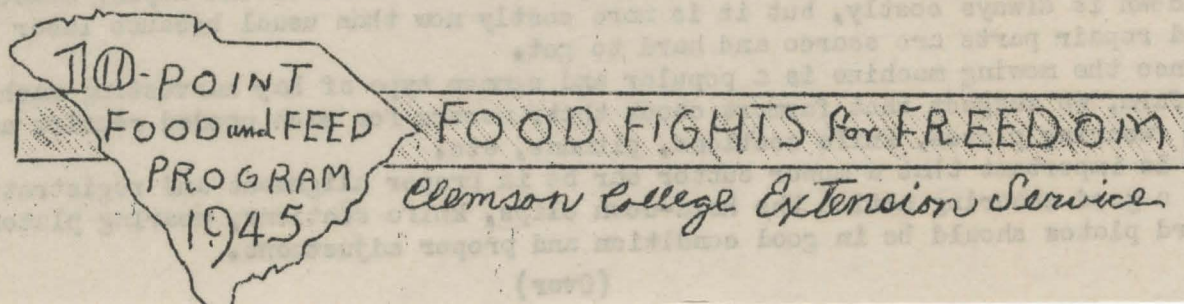 10-POINT
FOOD and FEED
PROGRAM
1945
FOOD FIGHTS for FREEDOM
Clemson College Extension Service